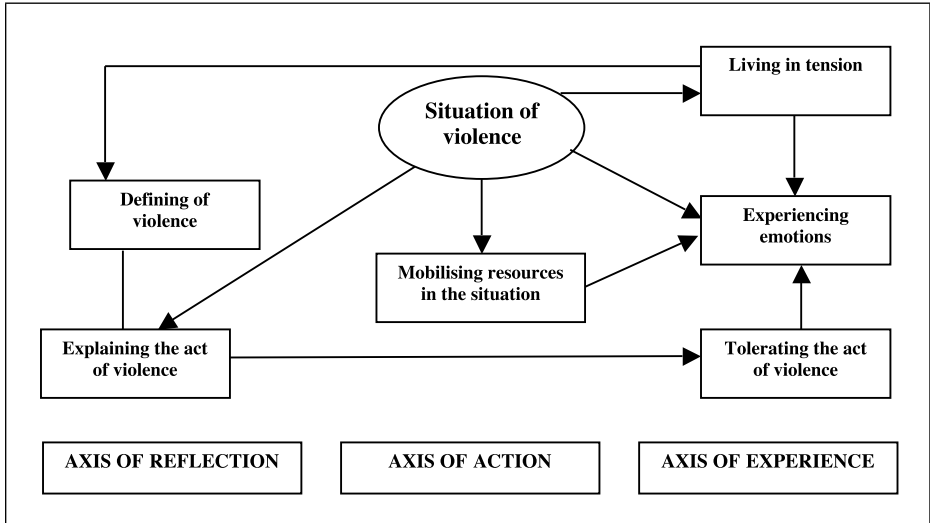 Living in tension
Situation of
violence
Defining of
violence
Experiencing
emotions
Mobilising resources
in the situation
Explaining the act
of violence
Tolerating the act
of violence
AXIS OF REFLECTION
AXIS OF ACTION
AXIS OF EXPERIENCE